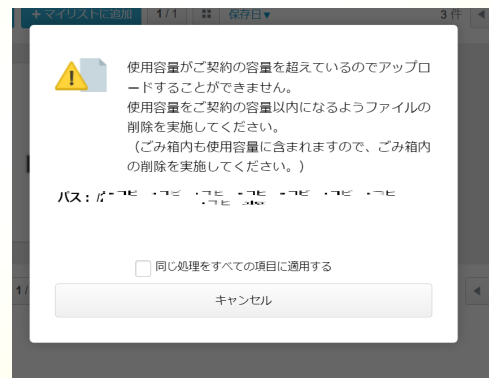 +マイリストに追加 1/1 保存日▼ 3件
使用容量がご契約の容量を超えているのでアップロ
ードすることができません。
使用容量をご契約の容量以内になるようファイルの
削除を実施してください。
（ごみ箱内も使用容量に含まれますので、ごみ箱内
の削除を実施してください。）
パス：
同じ処理をすべての項目に適用する
1/
キャンセル